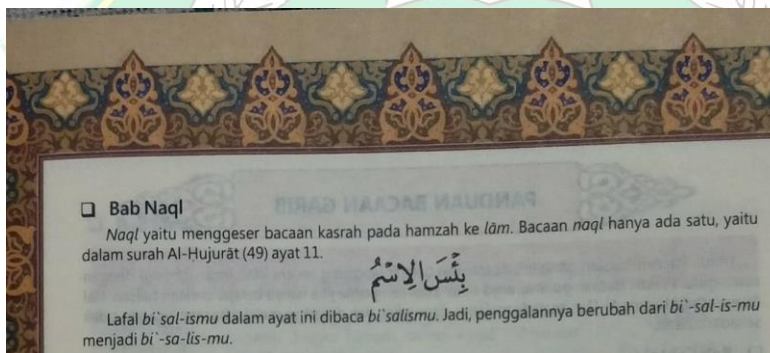 Bab Naql
Naql yaitu menggeser bacaan kasrah pada hamzah ke lâm. Bacaan naql hanya ada satu, yaitu
dalam surah Al-Ḥujurāt (49) ayat 11.
بِئْسَ الِاسْمُ
Lafal bi`sal-ismu dalam ayat ini dibaca bi`salismu. Jadi, penggalannya berubah dari bi`-sal-is-mu
menjadi bi`-sa-lis-mu.